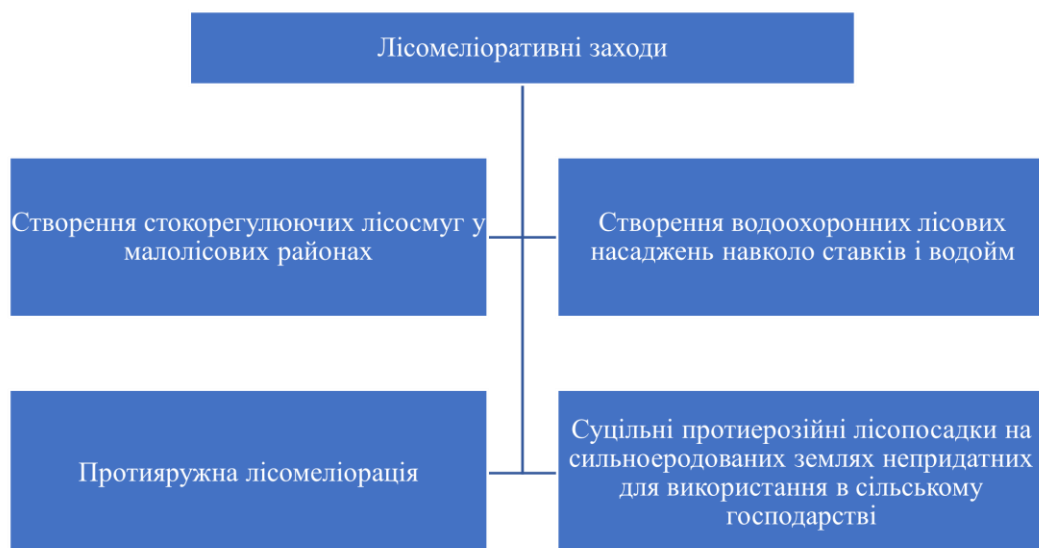 Лісомеліоративні заходи
Створення стокорегулюючих лісосмуг у
малолісових районах
Створення водоохоронних лісових
насаджень навколо ставків і водойм
Протияружна лісомеліорація
Суцільні протиерозійні лісопосадки на
сильноеродованих землях непридатних
для використання в сільському
господарстві